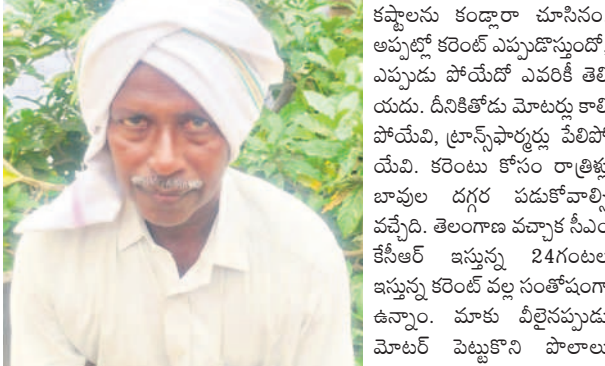 కష్టాలను కండ్లారా చూసినం.
అప్పట్లో కరెంట్ ఎప్పుడొస్తుందో,
ఎప్పుడు పోయేదో ఎవరికీ తెలి
యదు. దీనికితోడు మోటర్లు కాలి
పోయేవి, ట్రాన్స్‌ఫార్మర్లు పేలిపో
యేవి. కరెంటు కోసం రాత్రిళ్లు
బావుల దగ్గర పడుకోవాల్సి
వచ్చేది. తెలంగాణ వచ్చాక సీఎం
కేసీఆర్ ఇస్తున్న 24గంటల
ఇస్తున్న కరెంట్ వల్ల సంతోషంగా
ఉన్నాం. మాకు వీలైనప్పుడు
మోటర్ పెట్టుకొని పొలాలు